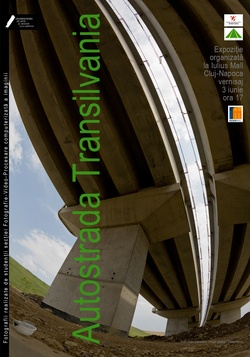 Expoziție
organizată
la Iulius Mall
Cluj-Napoca
vernisaj
3 iunie
ora 17
Autostrada Transilvania
Fotografii realizate de studenții secției Fotografie-Video-Procesare computerizată a imaginii